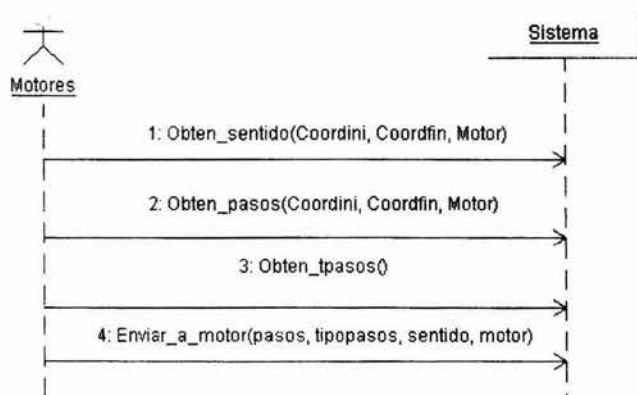 Sistema
Motores
1: Obten_sentido(Coordini, Coordfin, Motor)
2: Obten_pasos(Coordini, Coordfin, Motor)
3: Obten_tpasos()
4: Enviar_a_motor(pasos, tipopasos, sentido, motor)